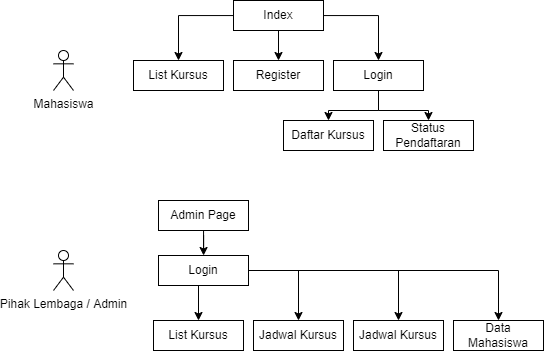 Index
List Kursus
Register
Login
Mahasiswa
Daftar Kursus
Status
Pendaftaran
Admin Page
Login
Pihak Lembaga / Admin
List Kursus
Jadwal Kursus
Jadwal Kursus
Data
Mahasiswa